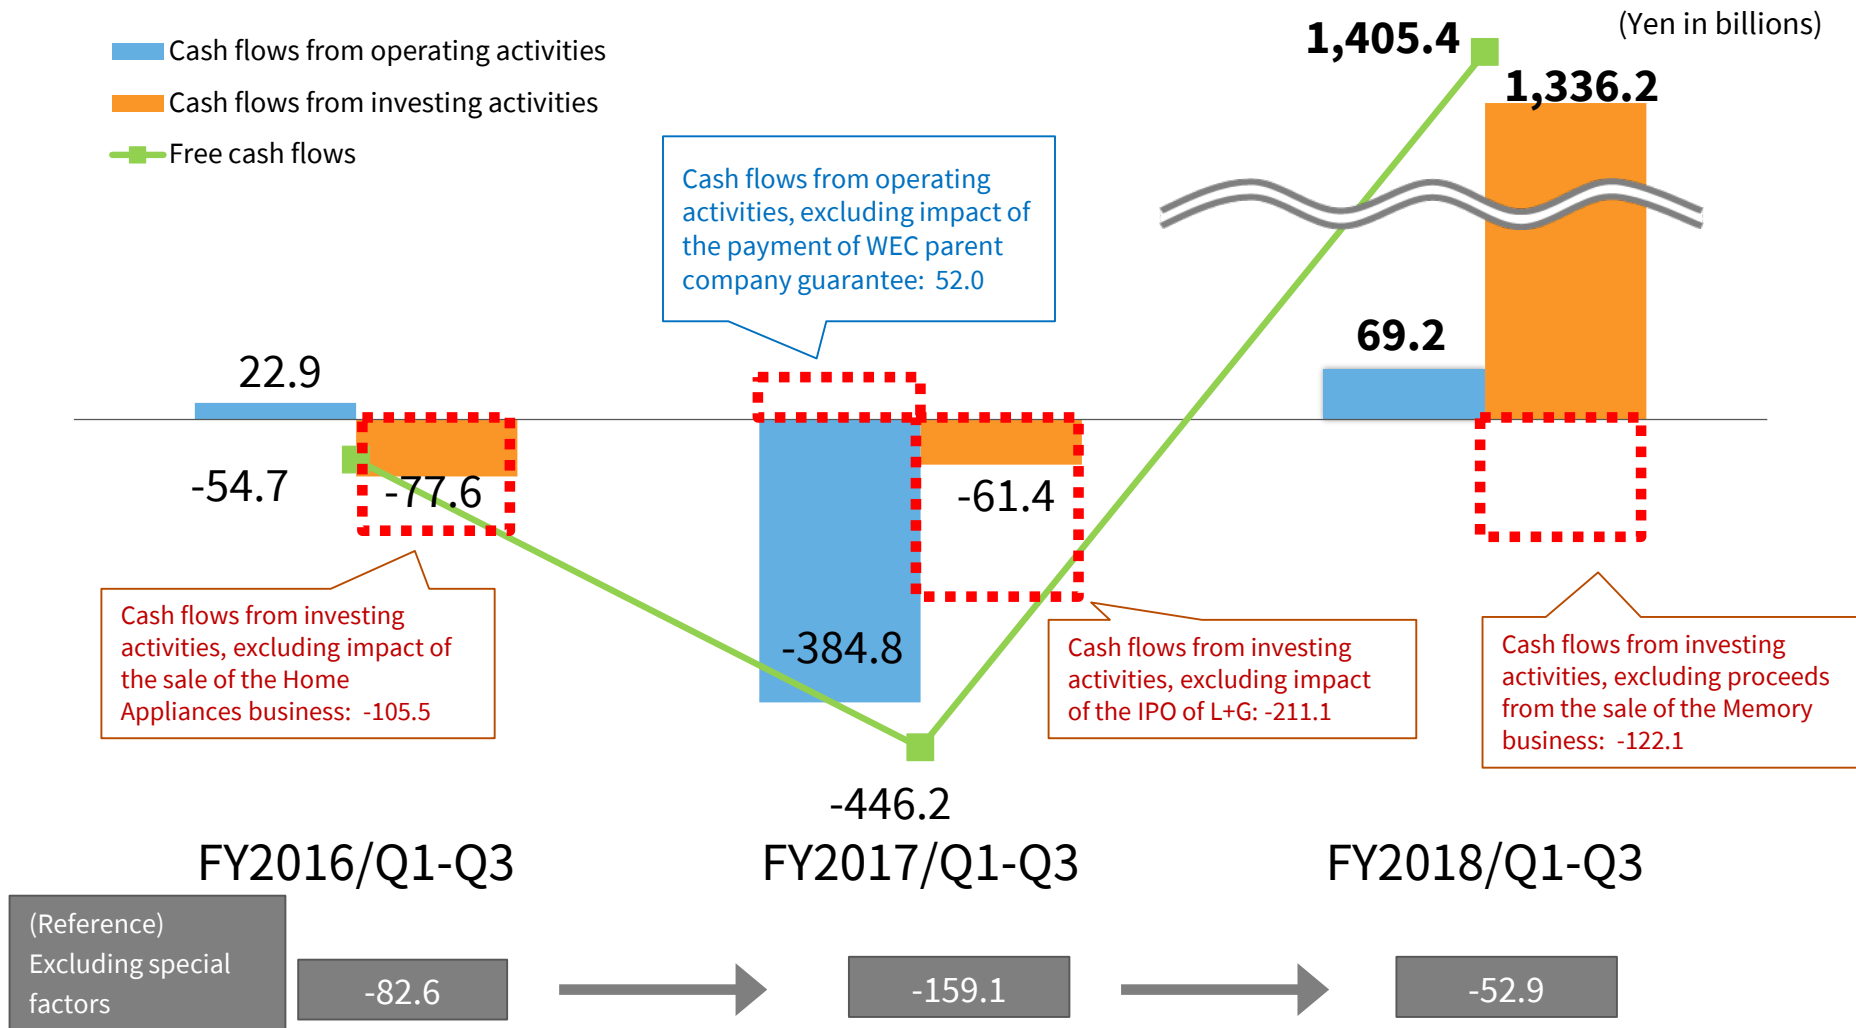 (Yen in billions)
Cash flows from operating activities
Cash flows from investing activities
Free cash flows
1,405.4
1,336.2
Cash flows from operating
activities, excluding impact of
the payment of WEC parent
company guarantee: 52.0
22.9
69.2
-54.7
-77.6
-61.4
-384.8
-446.2
Cash flows from investing
activities, excluding impact of
the sale of the Home
Appliances business: -105.5
Cash flows from investing
activities, excluding impact
of the IPO of L+G: -211.1
Cash flows from investing
activities, excluding proceeds
from the sale of the Memory
business: -122.1
FY2016/Q1-Q3
FY2017/Q1-Q3
FY2018/Q1-Q3
(Reference)
Excluding special
factors
-82.6
-159.1
-52.9